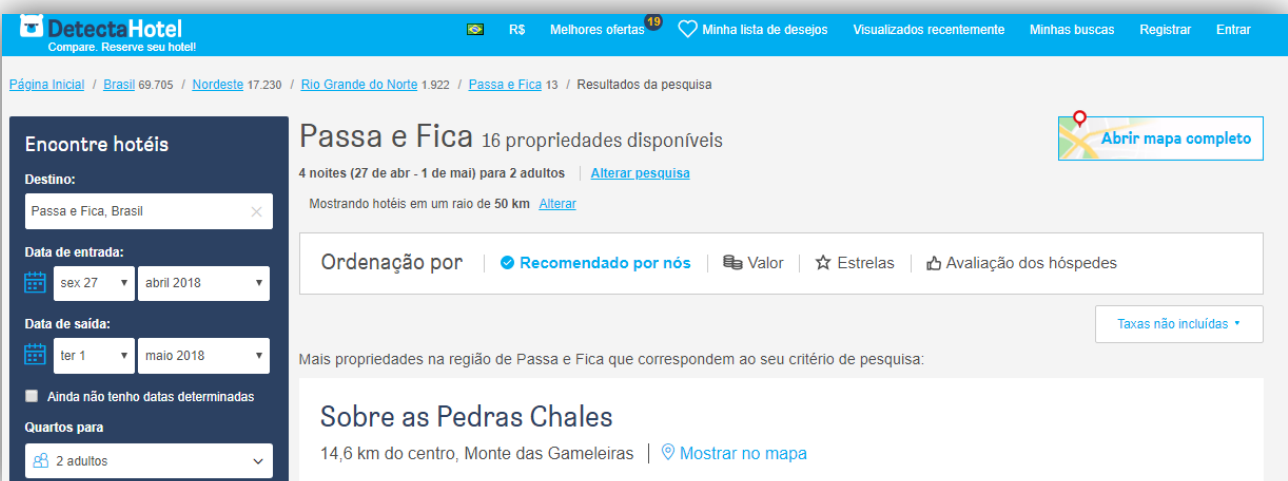 DetectaHotel
Compare. Reserve seu hotel!
R$ Melhores ofertas 19 Minha lista de desejos Visualizados recentemente Minhas buscas Registrar Entrar
Página Inicial / Brasil 69.705 / Nordeste 17.230 / Rio Grande do Norte 1.922 / Passa e Fica 13 / Resultados da pesquisa
Encontre hotéis
Destino:
Passa e Fica, Brasil
Data de entrada:
sex 27 abril 2018
Data de saída:
ter 1 maio 2018
Ainda não tenho datas determinadas
Quartos para
2 adultos
Passa e Fica 16 propriedades disponíveis
Abrir mapa completo
4 noites (27 de abr - 1 de mai) para 2 adultos | Alterar pesquisa
Mostrando hotéis em um raio de 50 km Alterar
Ordenação por | Recomendado por nós | Valor | Estrelas | Avaliação dos hóspedes
Taxas não incluídas
Mais propriedades na região de Passa e Fica que correspondem ao seu critério de pesquisa:
Sobre as Pedras Chales
14,6 km do centro, Monte das Gameleiras | Mostrar no mapa